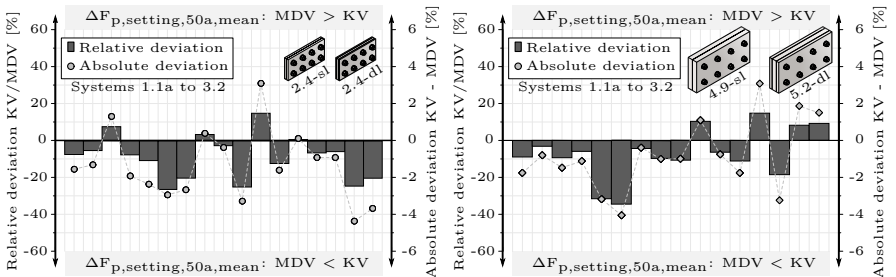 ΔFp,setting,50a,mean: MDV > KV
Relative deviation KV/MDV [%]
60
40
20
0
-20
-40
-60
Relative deviation
Absolute deviation
Systems 1.1a to 3.2
2.4-sl
2.4-dl
6
4
2
0
-2
-4
-6
Absolute deviation KV - MDV [%]
ΔFp,setting,50a,mean: MDV < KV
ΔFp,setting,50a,mean: MDV > KV
Relative deviation KV/MDV [%]
60
40
20
0
-20
-40
-60
Relative deviation
Absolute deviation
Systems 1.1a to 3.2
4.9-sl
5.2-dl
6
4
2
0
-2
-4
-6
Absolute deviation KV - MDV [%]
ΔFp,setting,50a,mean: MDV < KV